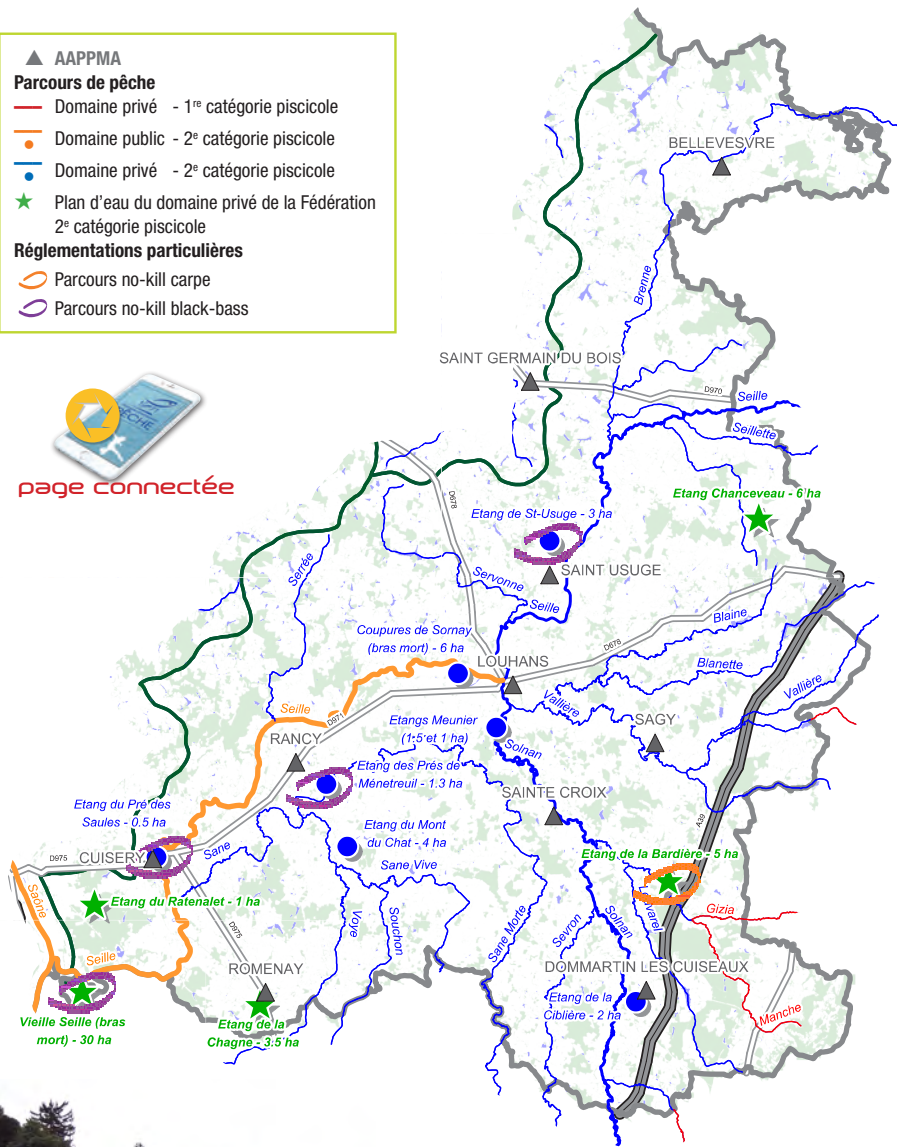 AAPPMA
Parcours de pêche
Domaine privé - 1re catégorie piscicole
Domaine public - 2e catégorie piscicole
Domaine privé - 2e catégorie piscicole
Plan d'eau du domaine privé de la Fédération
2e catégorie piscicole
Réglementations particulières
Parcours no-kill carpe
Parcours no-kill black-bass
page connectée
BELLEVESVRE
Brenne
SAINT GERMAIN DU BOIS
D970
Seille
Seillette
Etang Chanceveau - 6 ha
D678
Etang de St-Usuge - 3 ha
SAINT USUGE
Serrée
Servonne
Seille
Blaine
D678
Blanette
Coupures de Sornay
(bras mort) - 6 ha
LOUHANS
Vallière
Vallière
Seille
D971
RANCY
Etangs Meunier
(1.5 et 1 ha)
Solnan
SAGY
Etang des Prés de
Ménetreuil - 1.3 ha
SAINTE CROIX
A39
Etang du Pré des
Saules - 0.5 ha
Etang du Mont
du Chat - 4 ha
Sane
Sane Vive
D975
CUISERY
Etang de la Bardière - 5 ha
Saône
Etang du Ratenalet - 1 ha
D975
Voye
Souchon
Sane Morte
Sevron
Solnan
Gizia
Seille
ROMENAY
DOMMARTIN LES CUISEAUX
Manche
Vieille Seille (bras
mort) - 30 ha
Etang de la
Chagne - 3.5 ha
Etang de la
Ciblière - 2 ha